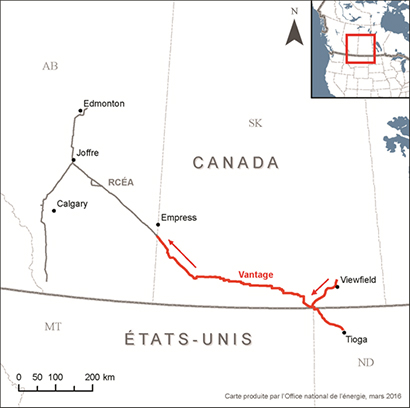 N
AB
Edmonton
SK
Joffre
CANADA
RCÉA
Calgary
Empress
Vantage
Viewfield
MT
ÉTATS-UNIS
Tioga
ND
0 50 100 200 km
Carte produite par l'Office national de l'énergie, mars 2016